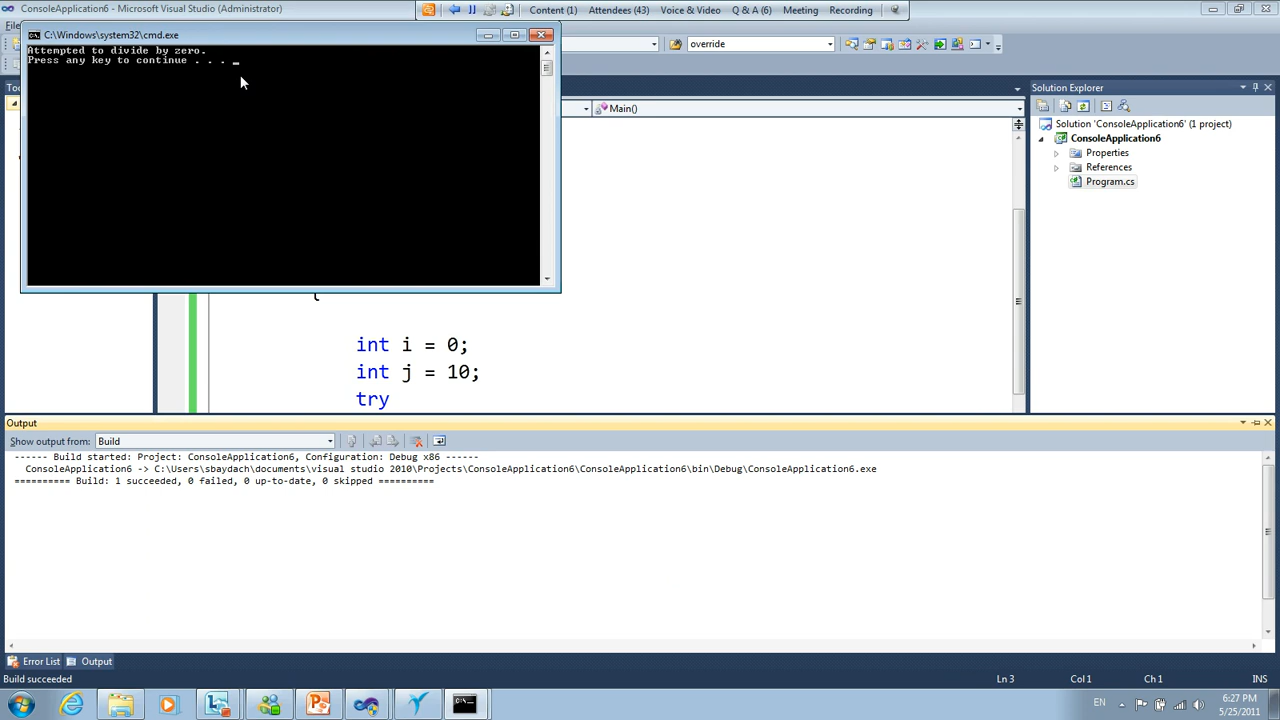 ConsoleApplication6 - Microsoft Visual Studio (Administrator)
Content (1) Attendees (43) Voice & Video Q & A (6) Meeting Recording
C:\Windows\system32\cmd.exe
Attempted to divide by zero.
Press any key to continue . . . _
override
Main()
Solution Explorer
Solution 'ConsoleApplication6' (1 project)
ConsoleApplication6
Properties
References
Program.cs
{
int i = 0;
int j = 10;
try
Output
Show output from: Build
------ Build started: Project: ConsoleApplication6, Configuration: Debug x86 ------
ConsoleApplication6 -> C:\Users\sbaydach\documents\visual studio 2010\Projects\ConsoleApplication6\ConsoleApplication6\bin\Debug\ConsoleApplication6.exe
========== Build: 1 succeeded, 0 failed, 0 up-to-date, 0 skipped ==========
Error List Output
Build succeeded Ln 3 Col 1 Ch 1 INS
EN 6:27 PM
5/25/2011